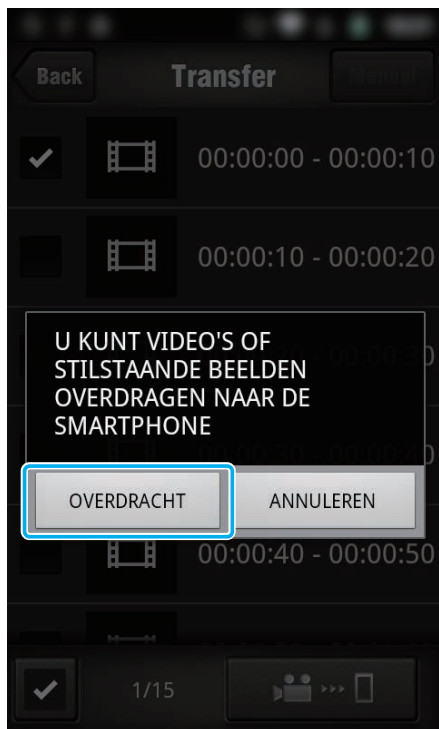 Back
Transfer
Manual
00:00:00 - 00:00:10
00:00:10 - 00:00:20
U KUNT VIDEO'S OF
STILSTAANDE BEELDEN
OVERDRAGEN NAAR DE
SMARTPHONE
OVERDRACHT
ANNULEREN
00:00:40 - 00:00:50
1/15